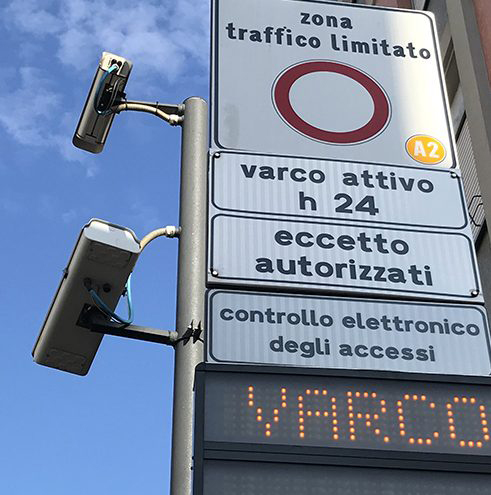 zona
traffico limitato
A2
varco attivo
h 24
eccetto
autorizzati
controllo elettronico
degli accessi
VARCO